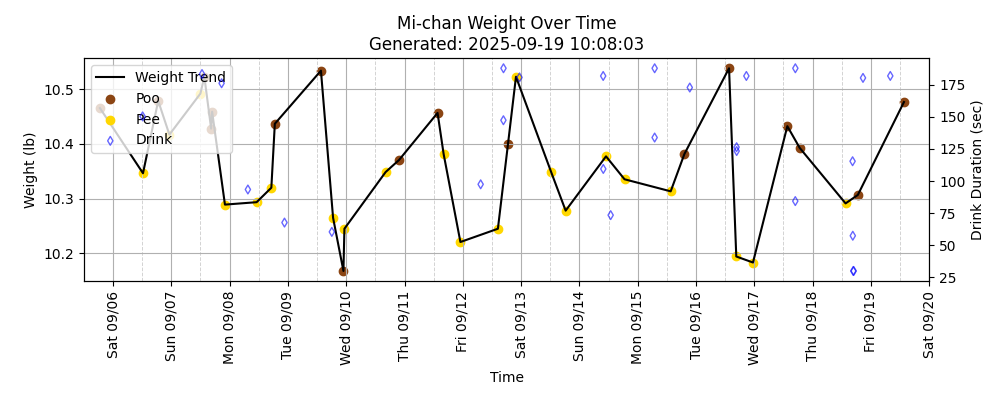 Mi-chan Weight Over Time
Generated: 2025-09-19 10:08:03
Weight Trend
Poo
Pee
Drink
Weight (lb)
10.5
10.4
10.3
10.2
Drink Duration (sec)
175
150
125
100
75
50
25
Sat 09/06
Sun 09/07
Mon 09/08
Tue 09/09
Wed 09/10
Thu 09/11
Fri 09/12
Sat 09/13
Sun 09/14
Mon 09/15
Tue 09/16
Wed 09/17
Thu 09/18
Fri 09/19
Sat 09/20
Time